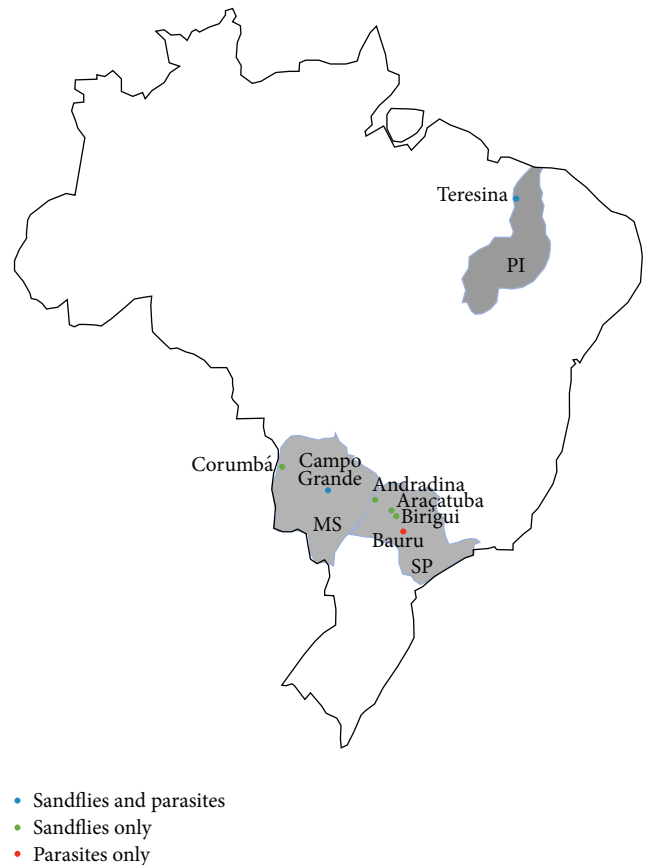 Teresina
PI
Corumbá
Campo
Grande
Andradina
Araçatuba
Birigui
MS
Bauru
SP
Sandflies and parasites
Sandflies only
Parasites only